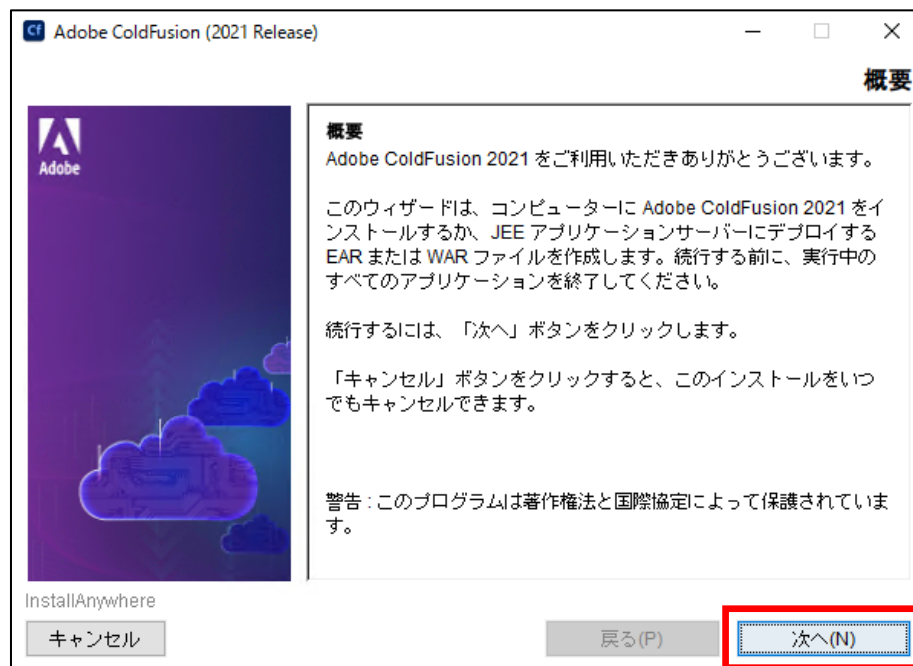 Cf Adobe ColdFusion (2021 Release)
概要
Adobe
概要
Adobe ColdFusion 2021 をご利用いただきありがとうございます。
このウィザードは、コンピューターに Adobe ColdFusion 2021 をイ
ンストールするか、JEE アプリケーションサーバーにデプロイする
EAR または WAR ファイルを作成します。続行する前に、実行中の
すべてのアプリケーションを終了してください。
続行するには、「次へ」ボタンをクリックします。
「キャンセル」ボタンをクリックすると、このインストールをいつ
でもキャンセルできます。
警告 : このプログラムは著作権法と国際協定によって保護されていま
す。
InstallAnywhere
キャンセル
戻る(P)
次へ(N)